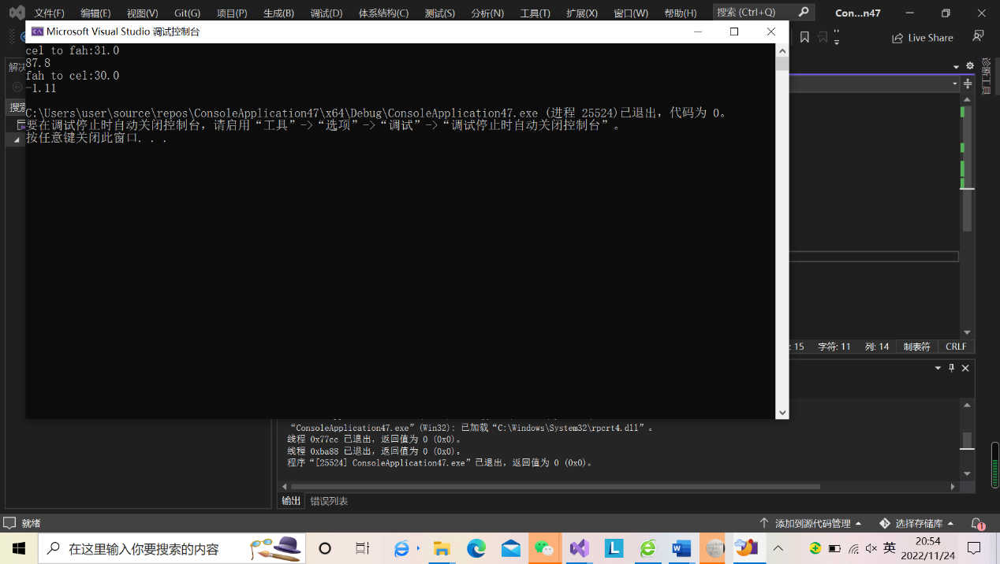 文件(F) 编辑(E) 视图(V) Git(G) 项目(P) 生成(B) 调试(D) 体系结构(C) 测试(S) 分析(N) 工具(T) 扩展(X) 窗口(W) 帮助(H) 搜索 (Ctrl+Q) Con...n47
Live Share
Microsoft Visual Studio 调试控制台
cel to fah:31.0
87.8
fah to cel:30.0
-1.11
C:\Users\user\source\repos\ConsoleApplication47\x64\Debug\ConsoleApplication47.exe (进程 25524)已退出，代码为 0。
要在调试停止时自动关闭控制台，请启用“工具”->“选项”->“调试”->“调试停止时自动关闭控制台”。
按任意键关闭此窗口. . .
诊断工具
: 15 字符: 11 列: 14 制表符 CRLF
“ConsoleApplication47.exe”(Win32): 已加载“C:\Windows\System32\rpcrt4.dll”。
线程 0x77cc 已退出，返回值为 0 (0x0)。
线程 0xba88 已退出，返回值为 0 (0x0)。
程序“[25524] ConsoleApplication47.exe”已退出，返回值为 0 (0x0)。
输出 错误列表
就绪 添加到源代码管理 选择存储库 1
在这里输入你要搜索的内容
英 20:54
2022/11/24